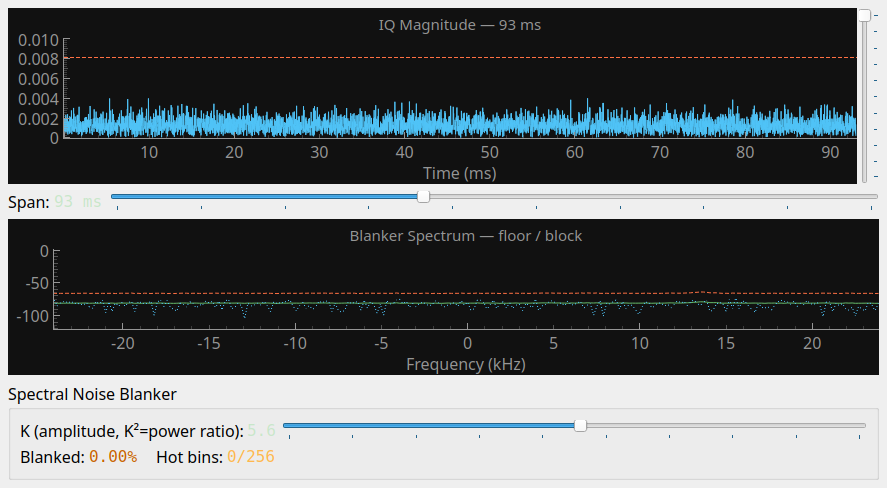 IQ Magnitude — 93 ms
0.010
0.008
0.006
0.004
0.002
0
10 20 30 40 50 60 70 80 90
Time (ms)
Span: 93 ms
Blanker Spectrum — floor / block
0
-50
-100
-20 -15 -10 -5 0 5 10 15 20
Frequency (kHz)
Spectral Noise Blanker
K (amplitude, K²=power ratio): 5.6
Blanked: 0.00% Hot bins: 0/256